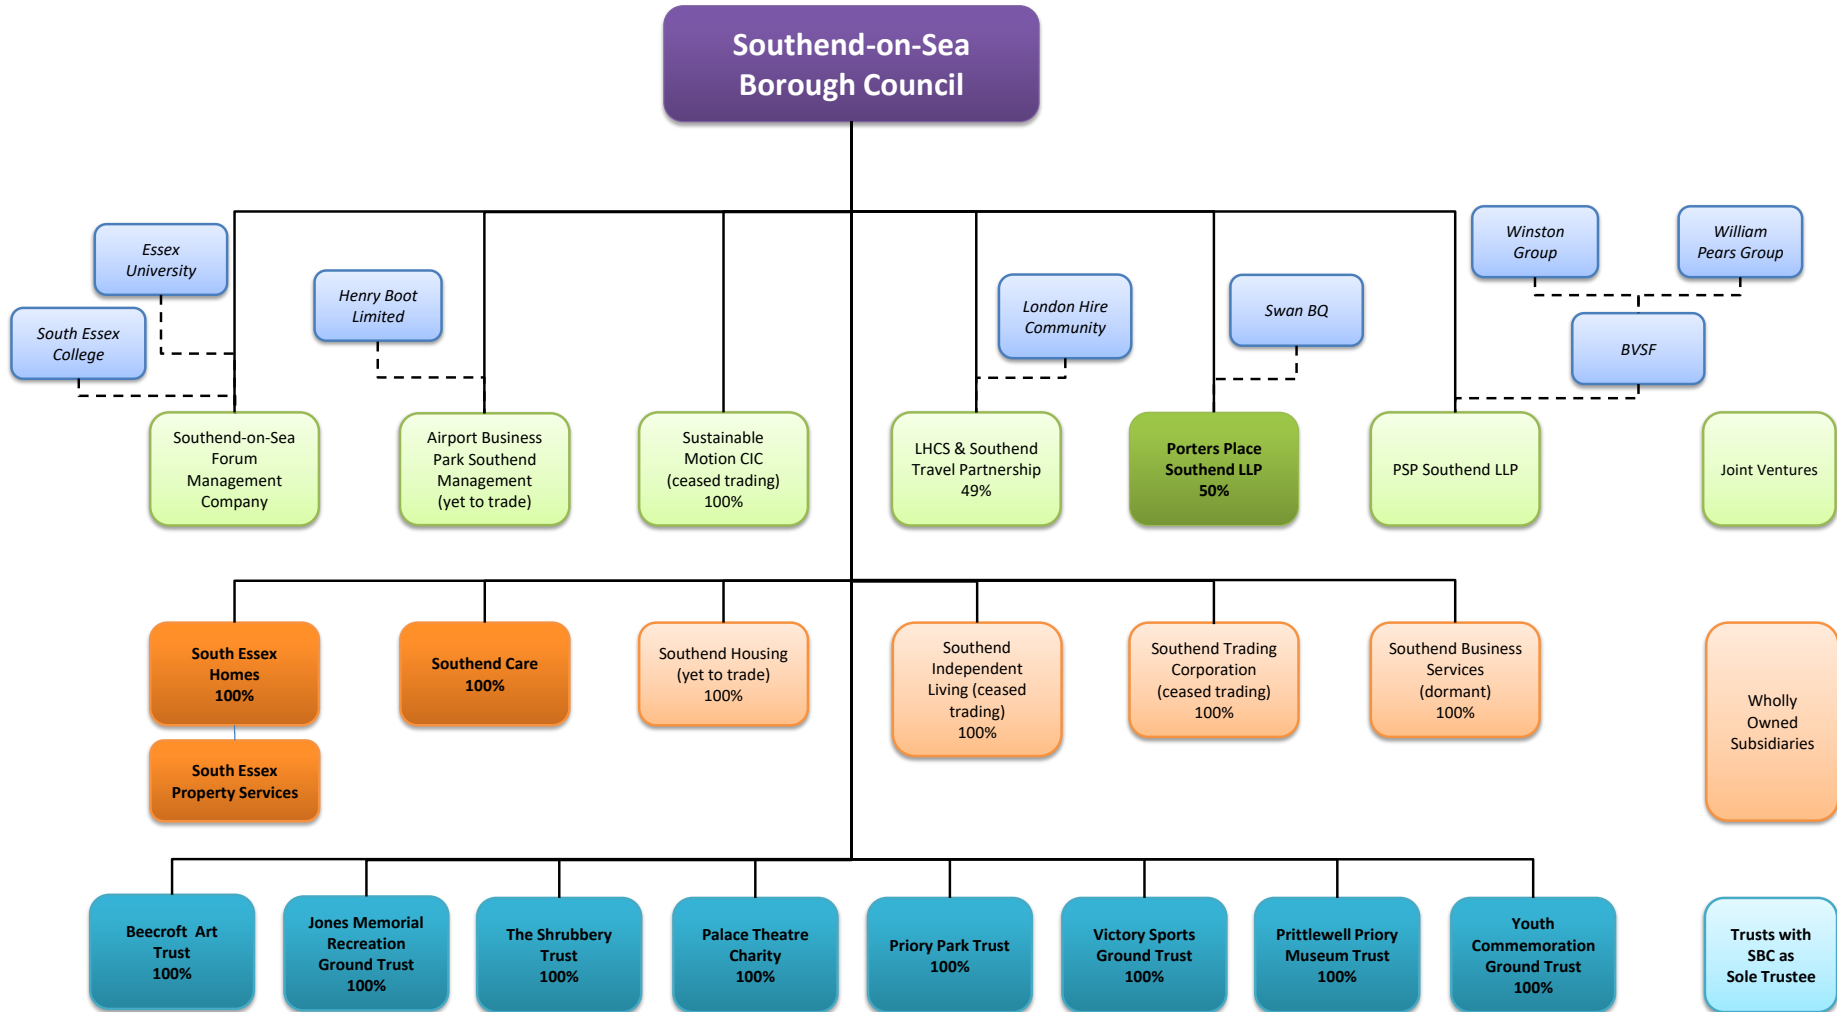 Southend-on-Sea
Borough Council
Essex
University
South Essex
College
Henry Boot
Limited
London Hire
Community
Swan BQ
Winston
Group
William
Pears Group
BVSF
Southend-on-Sea
Forum
Management
Company
Airport Business
Park Southend
Management
(yet to trade)
Sustainable
Motion CIC
(ceased trading)
100%
LHCS & Southend
Travel Partnership
49%
Porters Place
Southend LLP
50%
PSP Southend LLP
Joint Ventures
South Essex
Homes
100%
Southend Care
100%
Southend Housing
(yet to trade)
100%
Southend
Independent
Living (ceased
trading)
100%
Southend Trading
Corporation
(ceased trading)
100%
Southend Business
Services
(dormant)
100%
Wholly
Owned
Subsidiaries
South Essex
Property Services
Beecroft Art
Trust
100%
Jones Memorial
Recreation
Ground Trust
100%
The Shrubbery
Trust
100%
Palace Theatre
Charity
100%
Priory Park Trust
100%
Victory Sports
Ground Trust
100%
Prittlewell Priory
Museum Trust
100%
Youth
Commemoration
Ground Trust
100%
Trusts with
SBC as
Sole Trustee